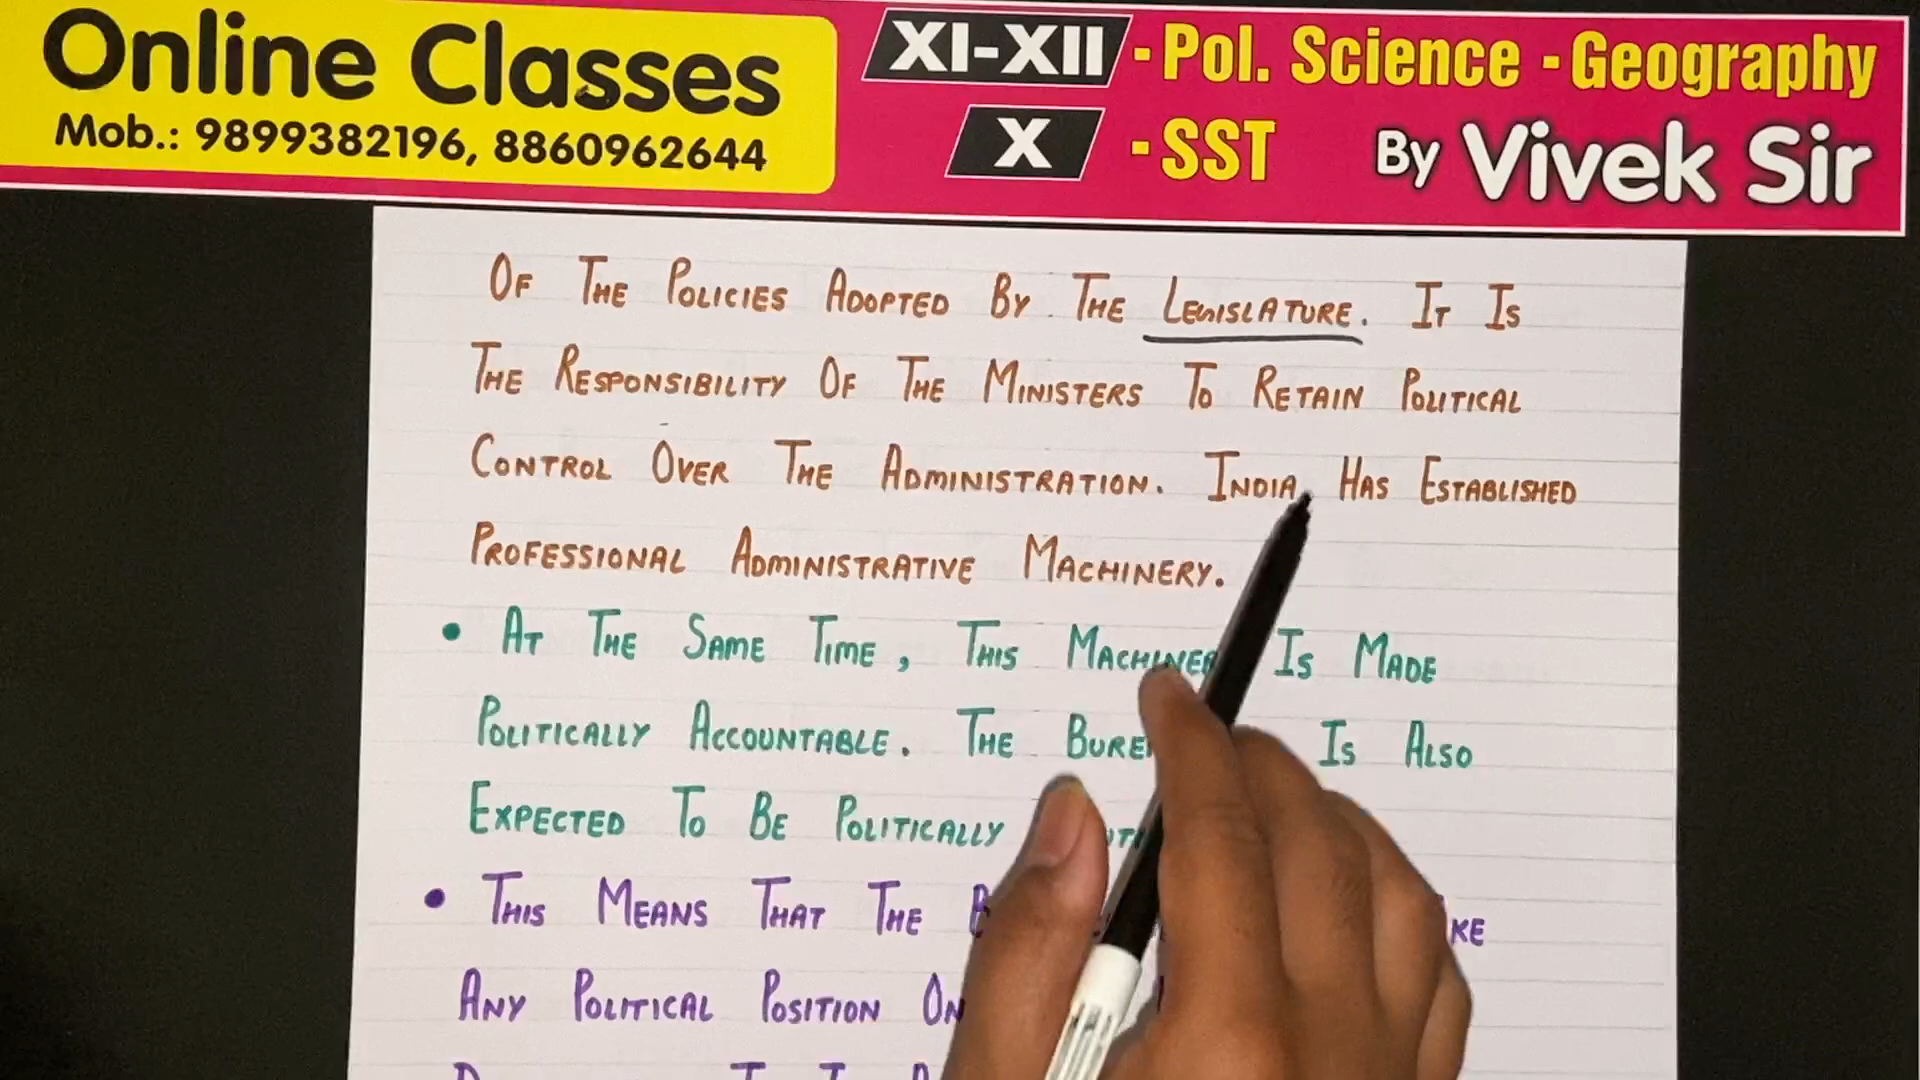 Online Classes
Mob.: 9899382196, 8860962644
XI-XII - Pol. Science - Geography
X - SST By Vivek Sir
OF THE POLICIES ADOPTED BY THE LEGISLATURE. IT IS
THE RESPONSIBILITY OF THE MINISTERS TO RETAIN POLITICAL
CONTROL OVER THE ADMINISTRATION. INDIA HAS ESTABLISHED
PROFESSIONAL ADMINISTRATIVE MACHINERY.
• AT THE SAME TIME, THIS IS MADE
POLITICALLY ACCOUNTABLE. THE IS ALSO
EXPECTED TO BE POLITICALLY
• THIS MEANS THAT THE
ANY POLITICAL POSITION ON